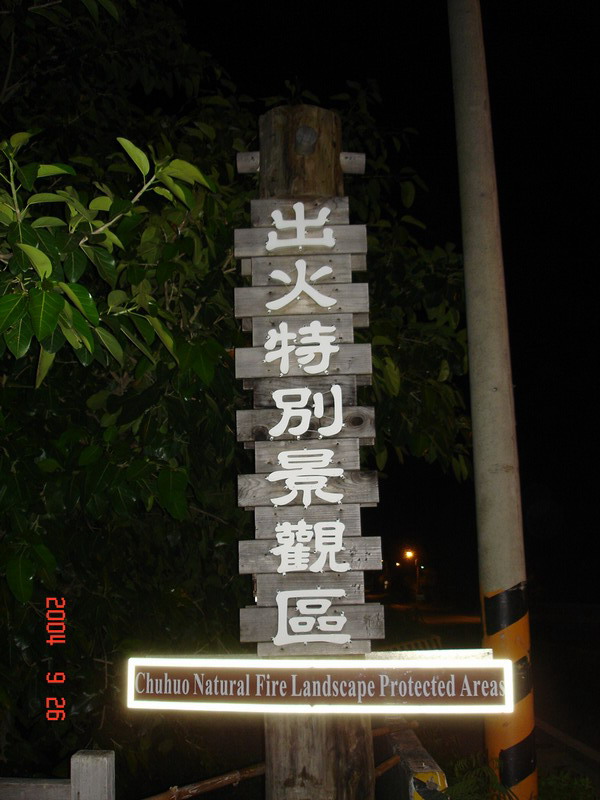 出火特別景觀區
Chuhuo Natural Fire Landscape Protected Areas
2004 9 26